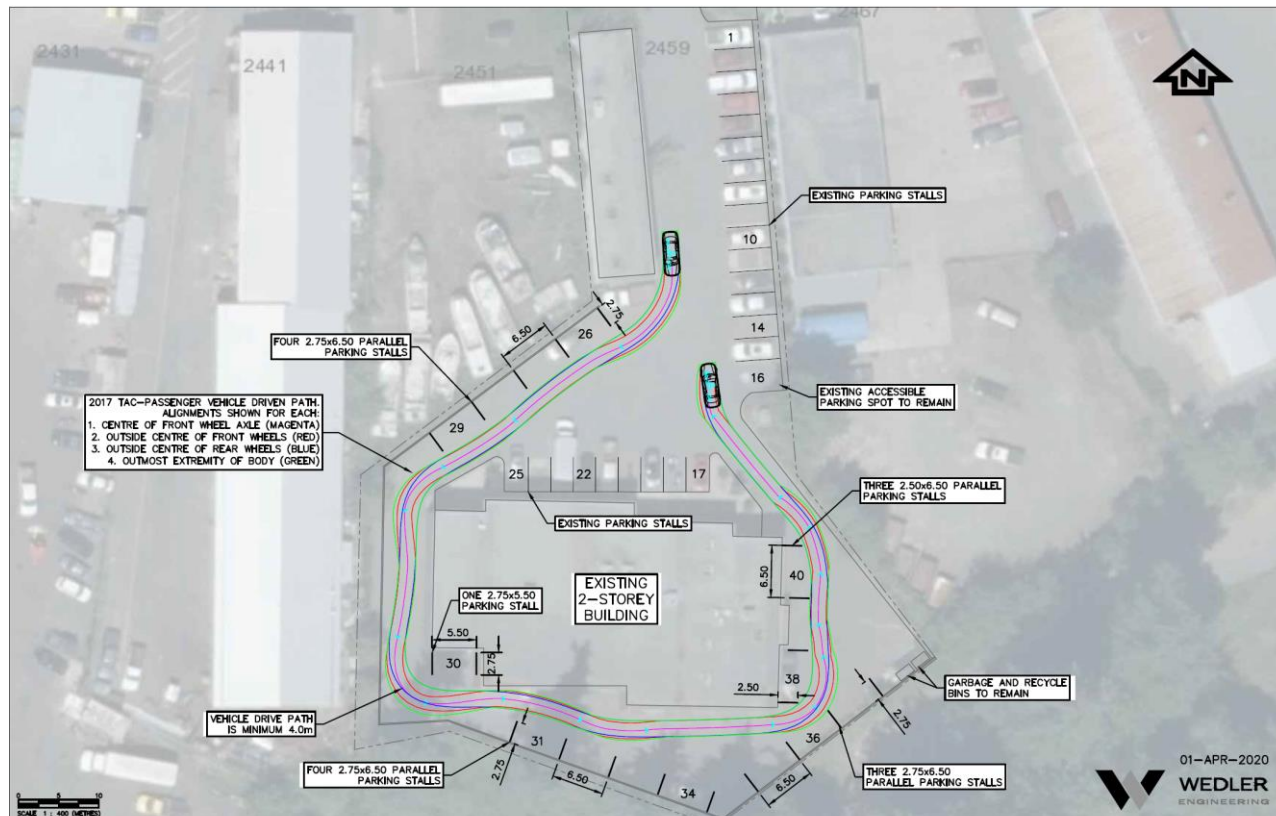 2431
2441
2451
2459
2467
N
1
10
14
16
EXISTING PARKING STALLS
EXISTING ACCESSIBLE
PARKING SPOT TO REMAIN
2.75
6.50
26
29
FOUR 2.75x6.50 PARALLEL
PARKING STALLS
2017 TAC-PASSENGER VEHICLE DRIVEN PATH.
ALIGNMENTS SHOWN FOR EACH:
1. CENTRE OF FRONT WHEEL AXLE (MAGENTA)
2. OUTSIDE CENTRE OF FRONT WHEELS (RED)
3. OUTSIDE CENTRE OF REAR WHEELS (BLUE)
4. OUTMOST EXTREMITY OF BODY (GREEN)
25
22
17
EXISTING PARKING STALLS
THREE 2.50x6.50 PARALLEL
PARKING STALLS
6.50
40
EXISTING
2-STOREY
BUILDING
ONE 2.75x5.50
PARKING STALL
5.50
30
2.75
2.50
38
GARBAGE AND RECYCLE
BINS TO REMAIN
2.75
VEHICLE DRIVE PATH
IS MINIMUM 4.0m
31
36
2.75
FOUR 2.75x6.50 PARALLEL
PARKING STALLS
6.50
34
6.50
THREE 2.75x6.50
PARALLEL PARKING STALLS
01-APR-2020
WEDLER
ENGINEERING
0 5 10
SCALE 1 : 400 (METRES)